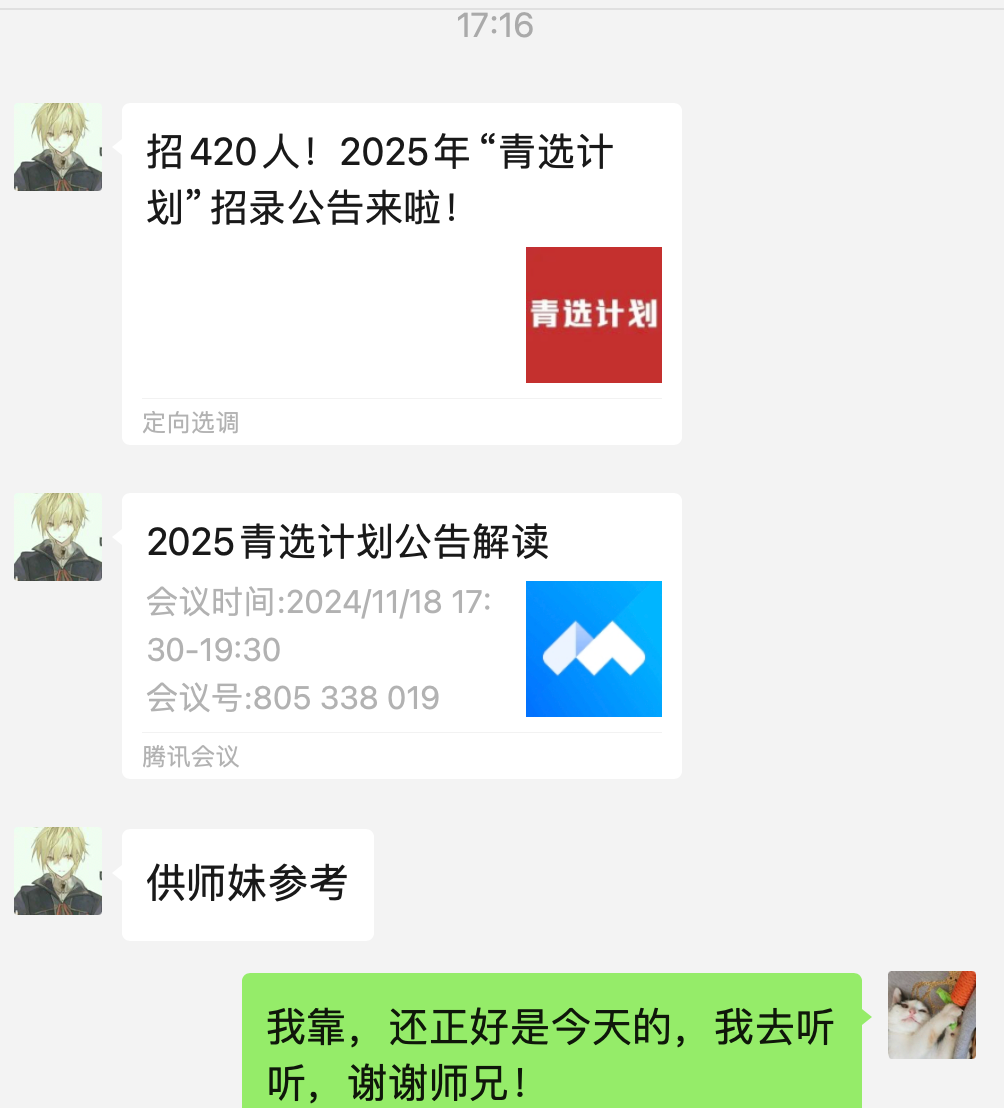 17:16
招420人！2025年“青选计
划”招录公告来啦！
青选计划
定向选调
2025青选计划公告解读
会议时间:2024/11/18 17:
30-19:30
会议号:805 338 019
腾讯会议
供师妹参考
我靠，还正好是今天的，我去听
听，谢谢师兄！